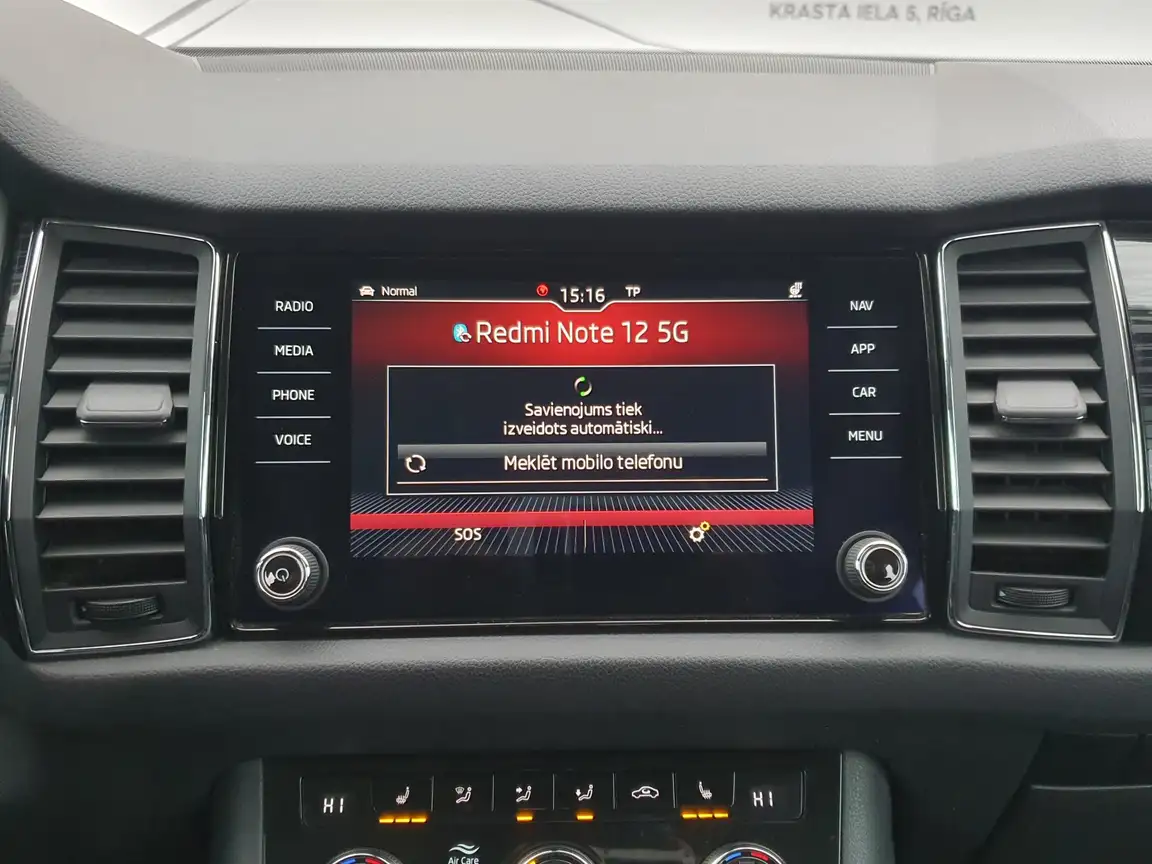 KRASTA IELA 5, RĪGA
Normal
15:16
TP
RADIO
MEDIA
PHONE
VOICE
Redmi Note 12 5G
Savienojums tiek
izveidots automātiski...
Meklēt mobilo telefonu
SOS
NAV
APP
CAR
MENU
HI
HI
Air Care